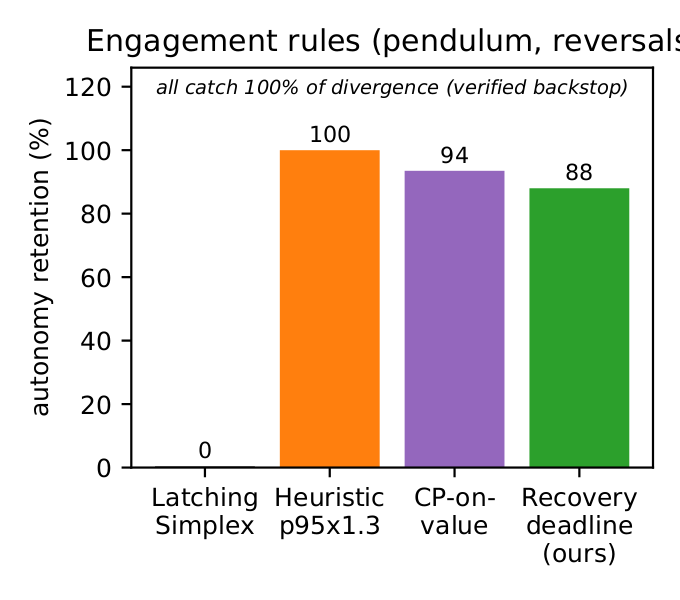 Engagement rules (pendulum, reversals
all catch 100% of divergence (verified backstop)
autonomy retention (%)
120
100
80
60
40
20
0
0
100
94
88
Latching Simplex
Heuristic p95x1.3
CP-on-value
Recovery deadline (ours)